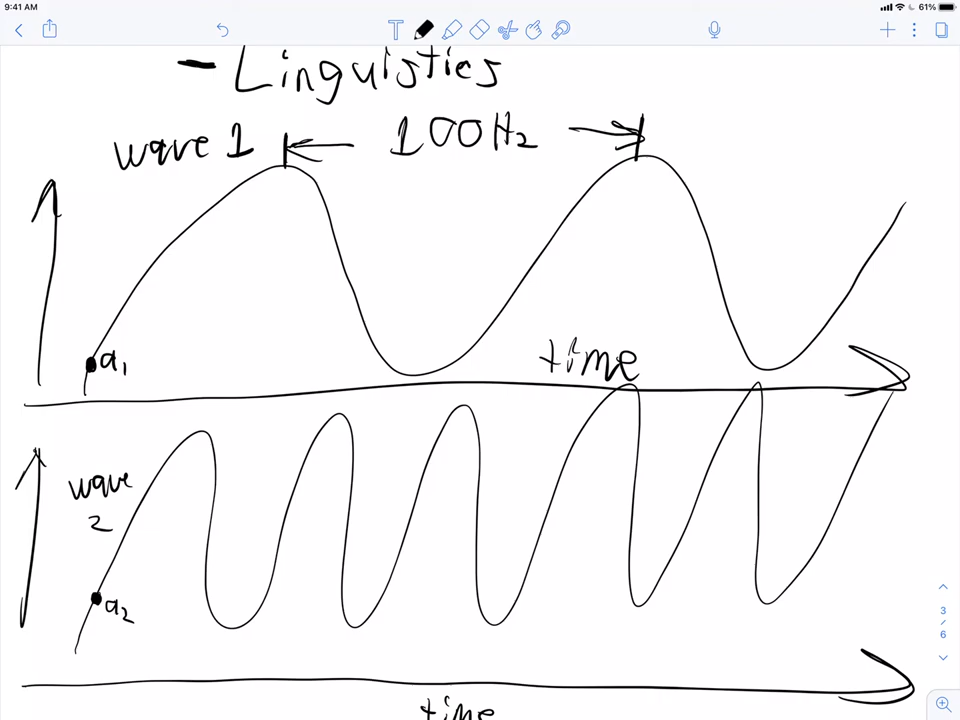 9:41 AM
61%
T
- Linguistics
wave 1
100Hz
a1
time
wave
2
a2
3
/
6
time